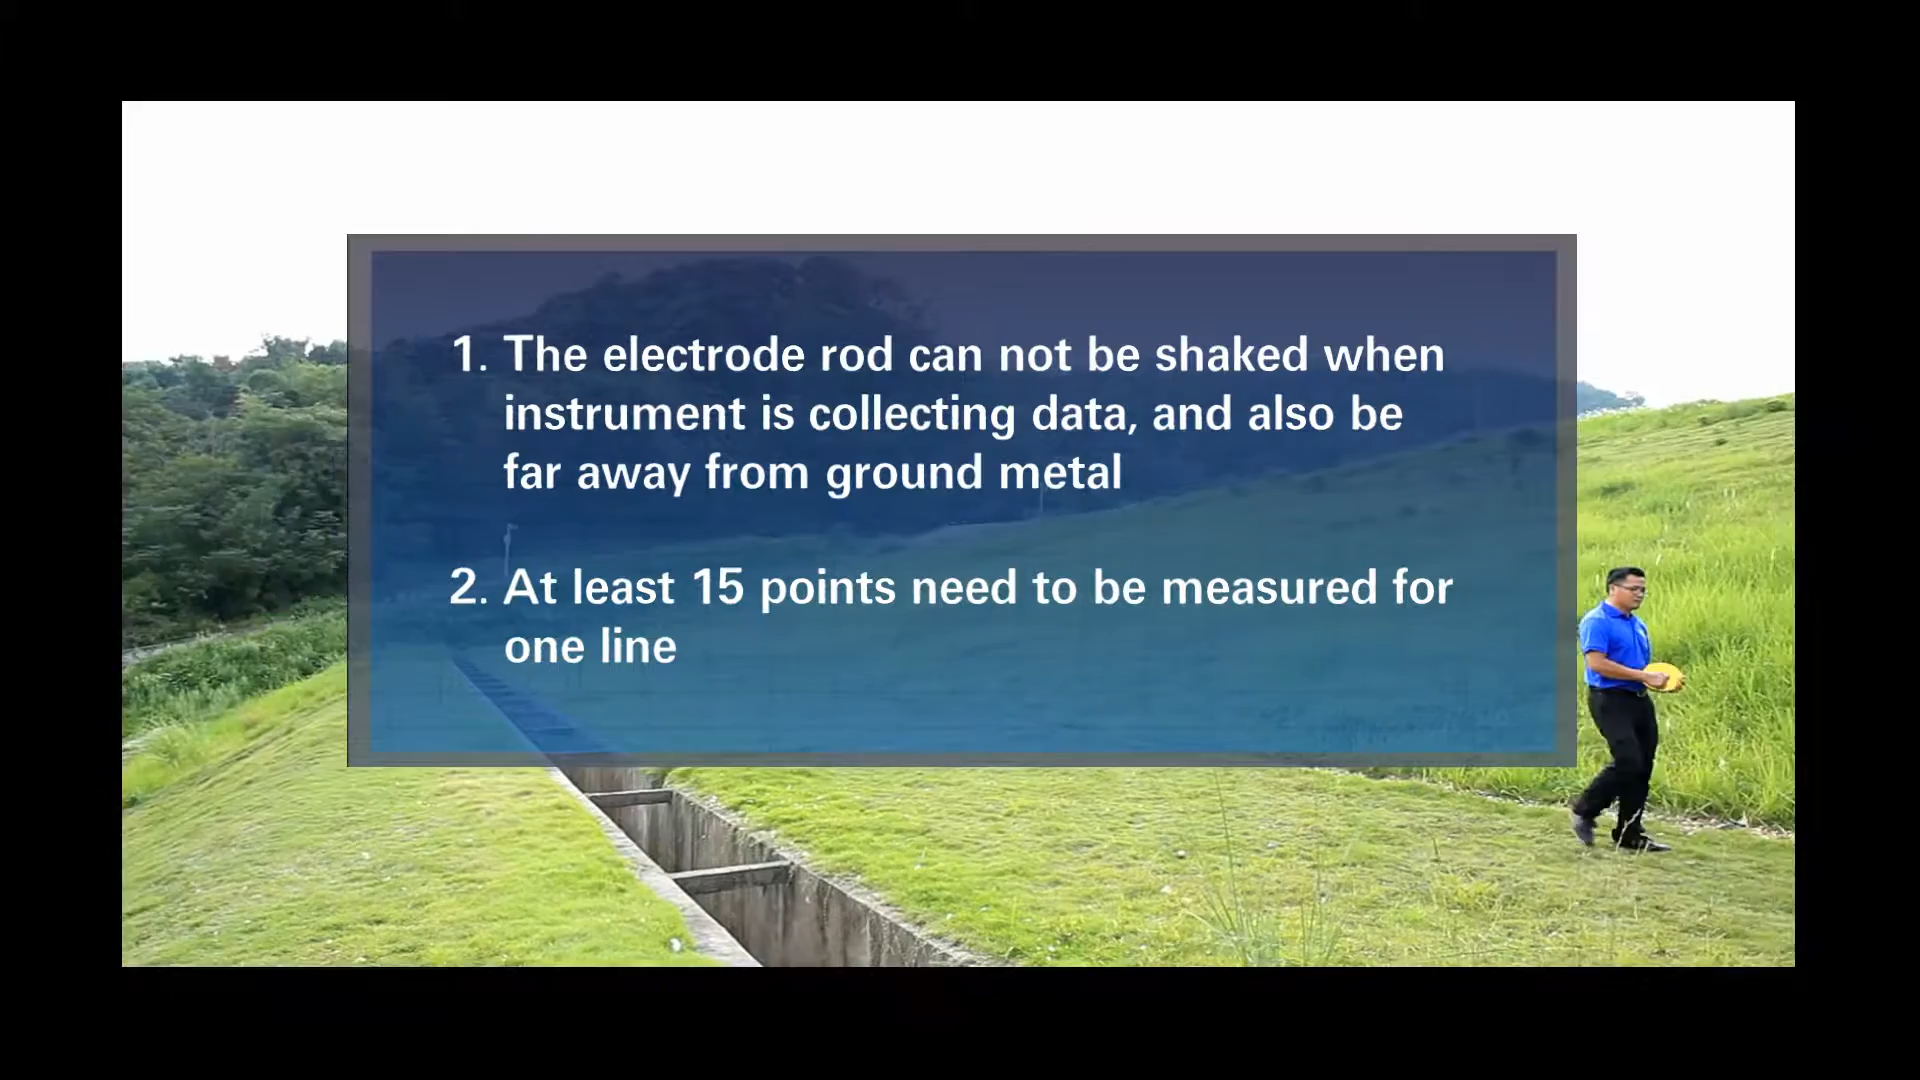 1. The electrode rod can not be shaked when
instrument is collecting data, and also be
far away from ground metal
2. At least 15 points need to be measured for
one line